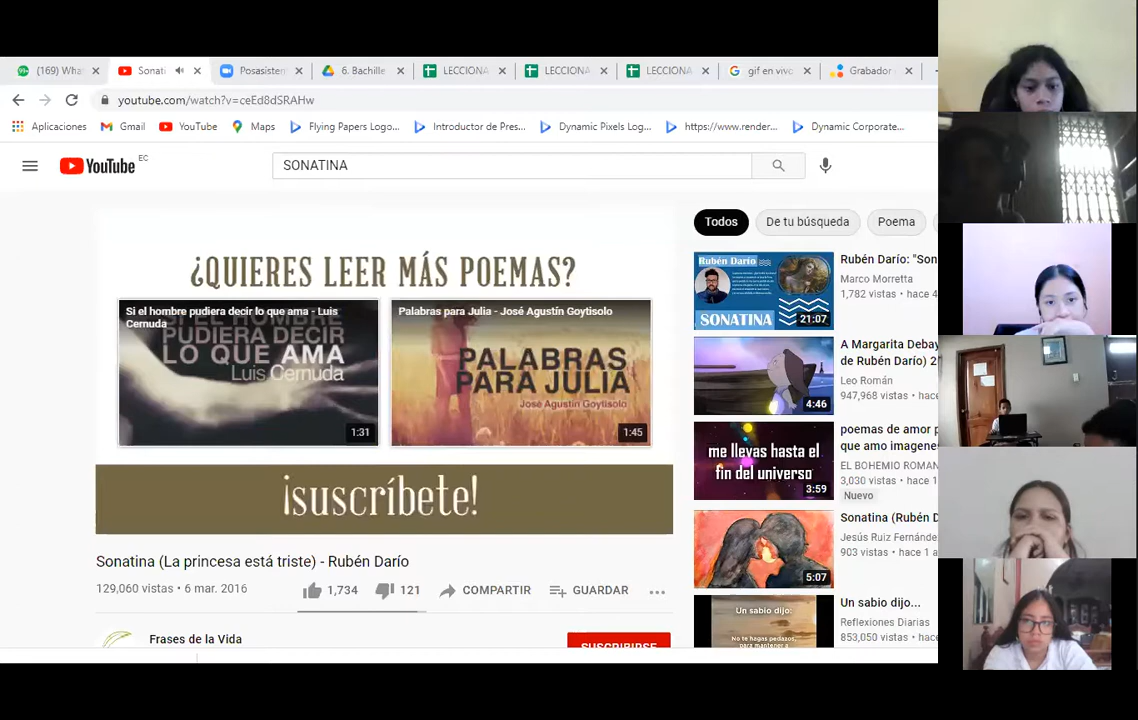 (169) Wha
Sonati
Posasisten
6. Bachille
LECCIONA
LECCIONA
LECCIONA
gif en vivo
Grabador
youtube.com/watch?v=ceEd8dSRAHw
Aplicaciones
Gmail
YouTube
Maps
Flying Papers Logo...
Introductor de Pres...
Dynamic Pixels Log...
https://www.render...
Dynamic Corporate...
YouTube
EC
SONATINA
Todos
De tu búsqueda
Poema
¿QUIERES LEER MÁS POEMAS?
Si el hombre pudiera decir lo que ama - Luis
Cernuda
SI EL HOMBRE
PUDIERA DECIR
LO QUE AMA
Luis Cernuda
1:31
Palabras para Julia - José Agustín Goytisolo
PALABRAS
PARA JULIA
José Agustín Goytisolo
1:45
¡suscríbete!
Sonatina (La princesa está triste) - Rubén Darío
129,060 vistas • 6 mar. 2016
1,734
121
COMPARTIR
GUARDAR
Frases de la Vida
SUSCRIBIRSE
Rubén Darío
SONATINA
21:07
Rubén Darío: "Son
Marco Morretta
1,782 vistas • hace 4
4:46
A Margarita Debay
de Rubén Darío) 2
Leo Román
947,968 vistas • hace
me llevas hasta el
fin del universo
3:59
poemas de amor p
que amo imagene
EL BOHEMIO ROMAN
3,030 vistas • hace 1
Nuevo
5:07
Sonatina (Rubén D
Jesús Ruiz Fernánde
903 vistas • hace 1 a
Un sabio dijo:
No te hagas pedazos,
para mantener a
Un sabio dijo...
Reflexiones Diarias
853,050 vistas • hace